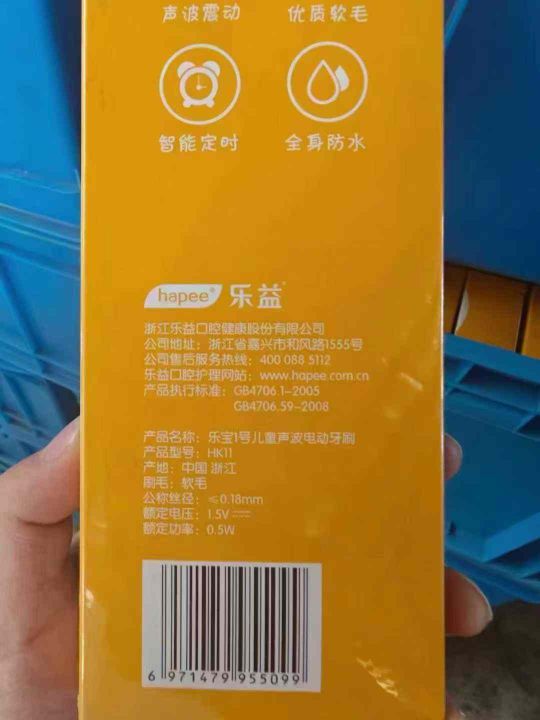 声波震动 优质软毛
智能定时 全身防水
hapee® 乐益®
浙江乐益口腔健康股份有限公司
公司地址：浙江省嘉兴市和风路1555号
公司售后服务热线：400 088 5112
乐益口腔护理网站：www.hapee.com.cn
产品执行标准：GB4706.1-2005
GB4706.59-2008
产品名称：乐宝1号儿童声波电动牙刷
产品型号：HK11
产地：中国 浙江
刷毛：软毛
公称丝径：≤0.18mm
额定电压：1.5V⎓
额定功率：0.5W
6 971479 955099